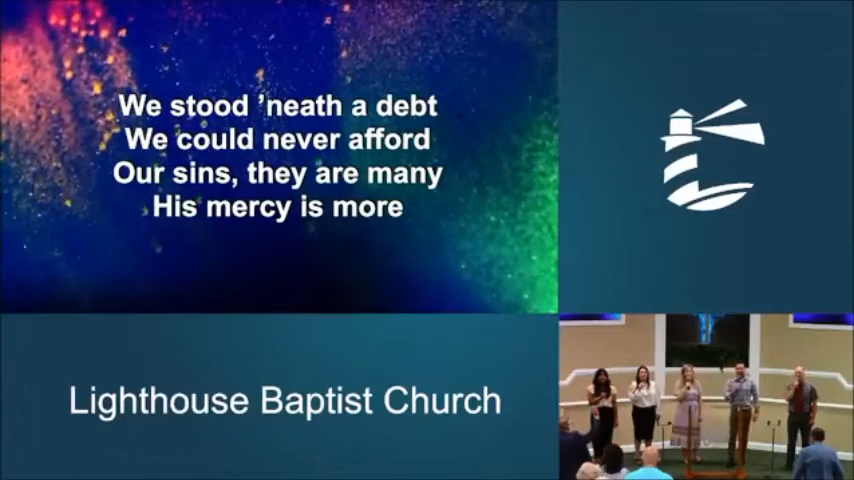 We stood ’neath a debt
We could never afford
Our sins, they are many
His mercy is more
Lighthouse Baptist Church